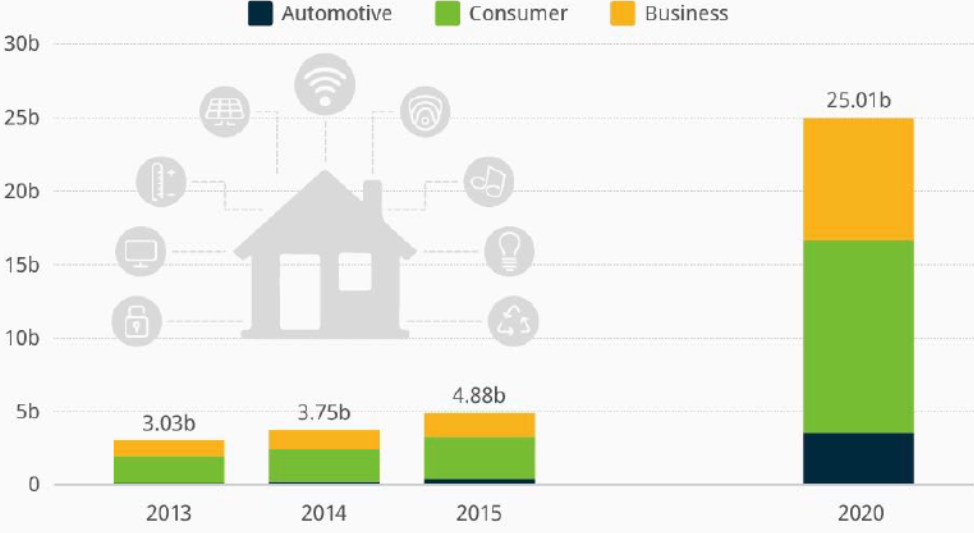 Automotive Consumer Business
30b
25b
20b
15b
10b
5b
0
3.03b
3.75b
4.88b
25.01b
2013 2014 2015 2020